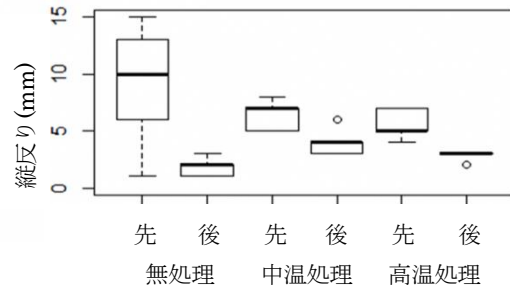 縦反り(mm)
15
10
5
0
先 後 先 後 先 後
無処理 中温処理 高温処理